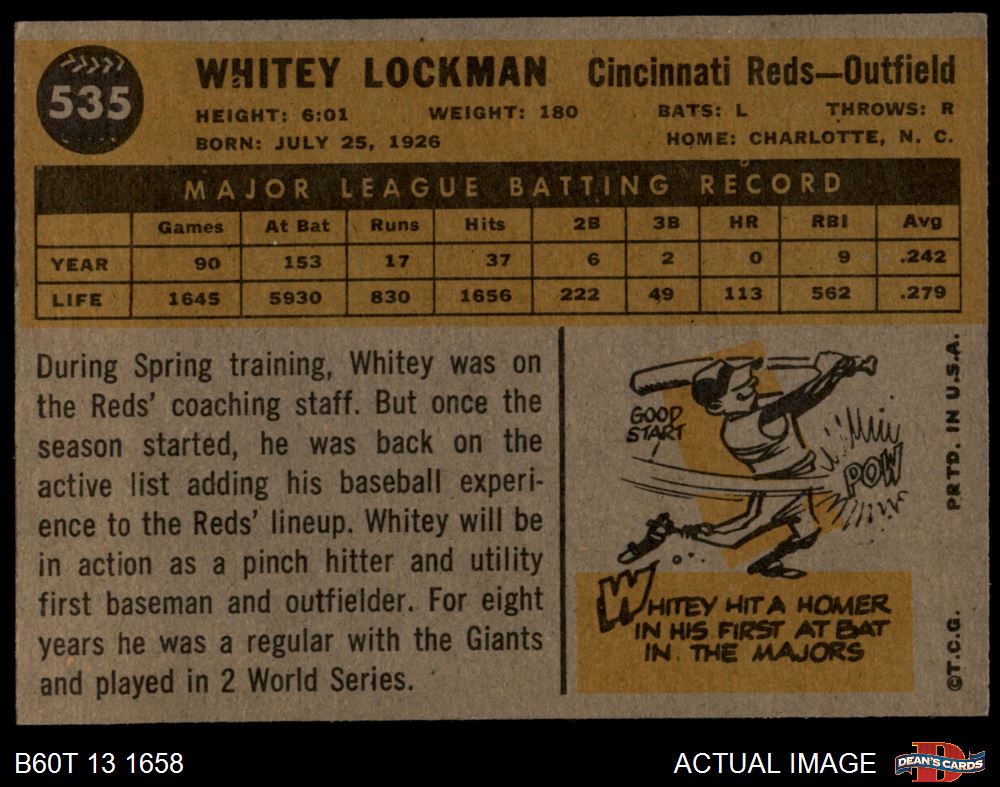 535
WHITEY LOCKMAN Cincinnati Reds—Outfield
HEIGHT: 6:01 WEIGHT: 180 BATS: L THROWS: R
BORN: JULY 25, 1926 HOME: CHARLOTTE, N. C.
MAJOR LEAGUE BATTING RECORD
Games At Bat Runs Hits 2B 3B HR RBI Avg
YEAR 90 153 17 37 6 2 0 9 .242
LIFE 1645 5930 830 1656 222 49 113 562 .279
During Spring training, Whitey was on
the Reds' coaching staff. But once the
season started, he was back on the
active list adding his baseball experi-
ence to the Reds' lineup. Whitey will be
in action as a pinch hitter and utility
first baseman and outfielder. For eight
years he was a regular with the Giants
and played in 2 World Series.
GOOD
START
POW
WHITEY HIT A HOMER
IN HIS FIRST AT BAT
IN THE MAJORS
©T.C.G. PRTD. IN U.S.A.
B60T 13 1658 ACTUAL IMAGE
D
DEAN'S CARDS